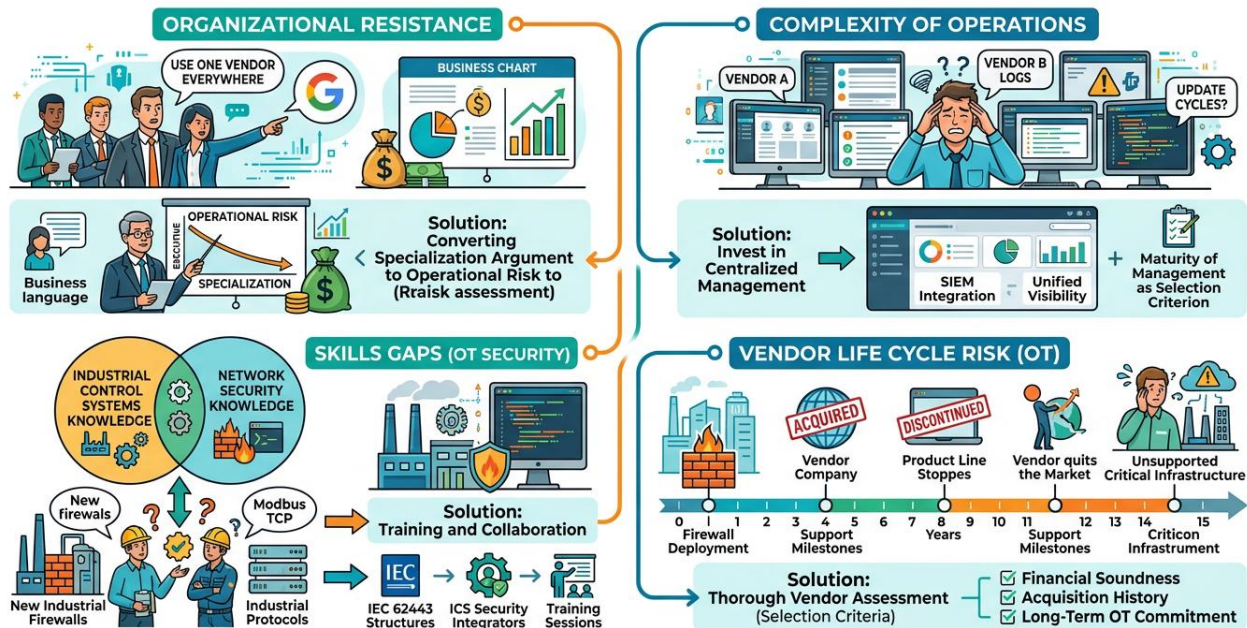 ORGANIZATIONAL RESISTANCE
USE ONE VENDOR
EVERYWHERE
G
BUSINESS CHART
$
$
OPERATIONAL RISK
EXECUTIVE
SPECIALIZATION
$
Business
language
Solution:
Converting
Specialization Argument
to Operational Risk to
(Rraisk assessment)
COMPLEXITY OF OPERATIONS
VENDOR A
??
VENDOR B
LOGS
UPDATE
CYCLES?
Solution:
Invest in
Centralized
Management
SIEM
Integration
Unified
Visibility
+
Maturity of
Management
as Selection
Criterion
SKILLS GAPS (OT SECURITY)
INDUSTRIAL
CONTROL
SYSTEMS
KNOWLEDGE
NETWORK
SECURITY
KNOWLEDGE
New
firewalls
? ? ?
Modbus
TCP
New Industrial
Firewalls
Industrial
Protocols
Solution:
Training and Collaboration
IEC
IEC 62443
Structures
ICS Security
Integrators
Training
Sessions
VENDOR LIFE CYCLE RISK (OT)
ACQUIRED
DISCONTINUED
Vendor
Company
Product Line
Stoppes
Vendor quits
the Market
Unsupported
Critical Infrastructure
0 1 2 3 4 5 6 7 8 9 10 11 12 13 14 15
Firewall
Deployment
Support
Milestones
Years
Support
Milestones
Criticon
Infrastrument
Solution:
Thorough Vendor Assessment
(Selection Criteria)
Financial Soundness
Acquisition History
Long-Term OT Commitment